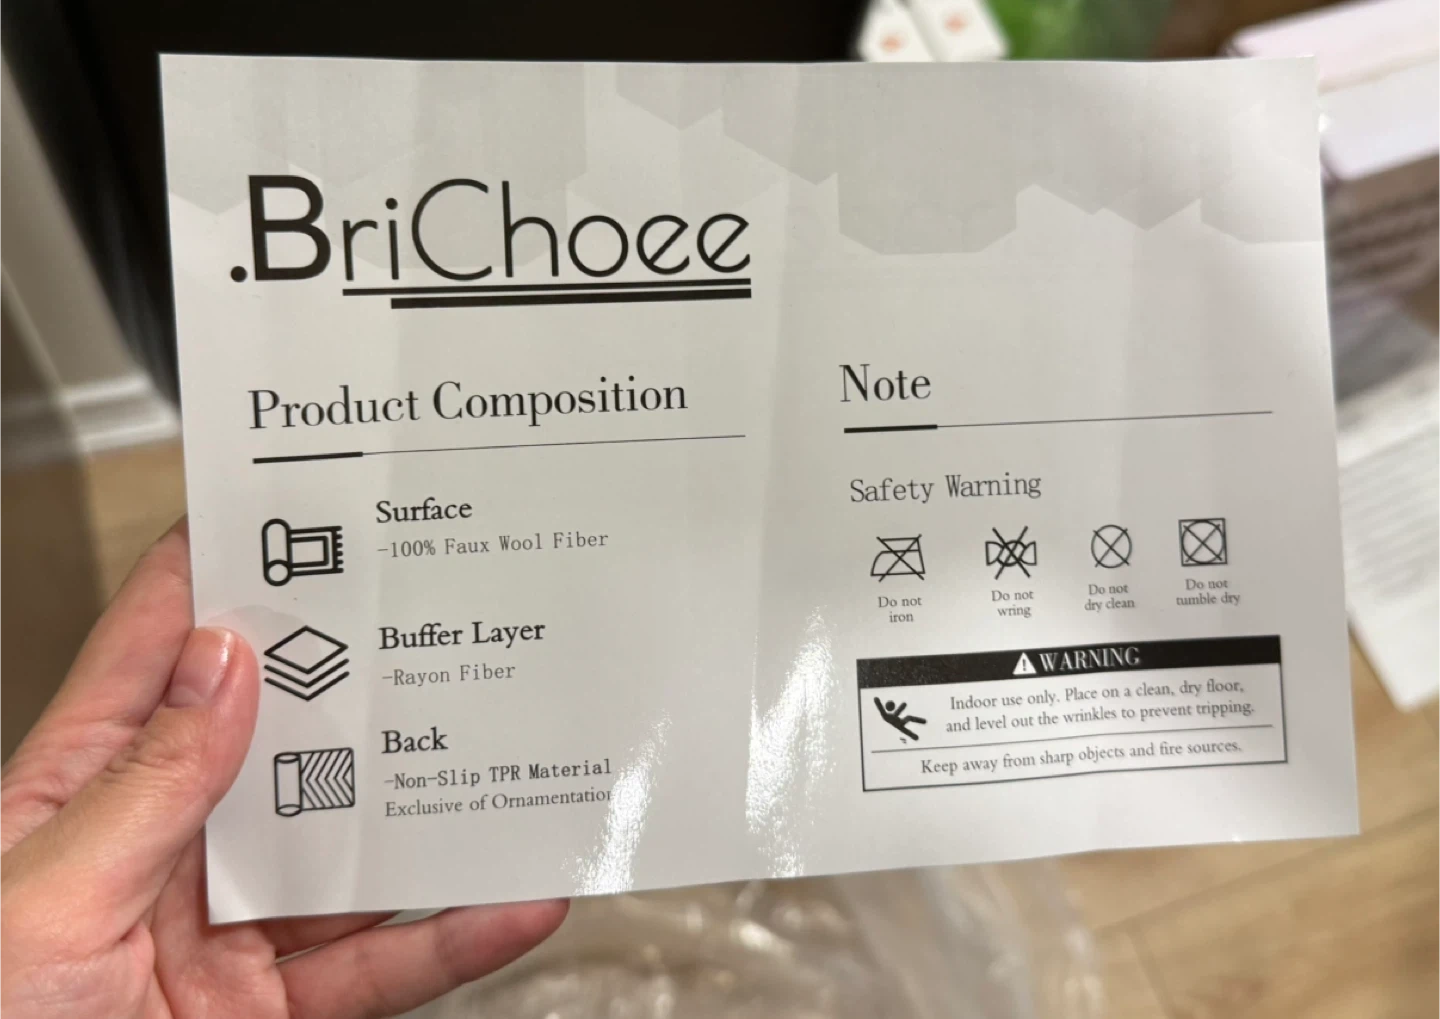 .BriChoee
Product Composition
Surface
-100% Faux Wool Fiber
Buffer Layer
-Rayon Fiber
Back
-Non-Slip TPR Material
Exclusive of Ornamentation
Note
Safety Warning
Do not
iron
Do not
wring
Do not
dry clean
Do not
tumble dry
WARNING
Indoor use only. Place on a clean, dry floor,
and level out the wrinkles to prevent tripping.
Keep away from sharp objects and fire sources.